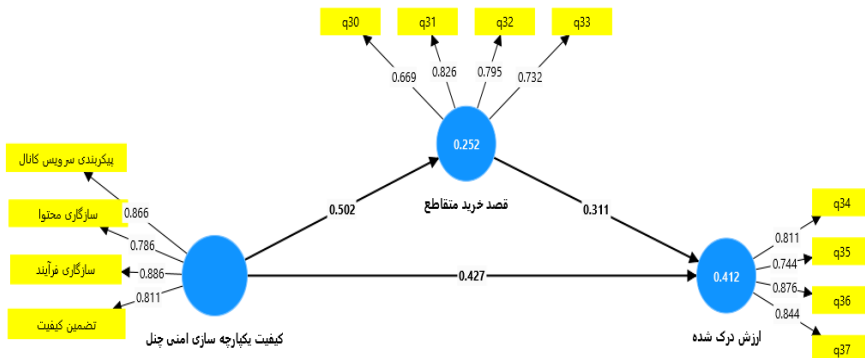 q30
q31
q32
q33
0.669
0.826
0.795
0.732
0.252
قصد خرید متقاطع
پیکربندی سرویس کانال
سازگاری محتوا
سازگاری فرآیند
تضمین کیفیت
0.866
0.786
0.886
0.811
کیفیت یکپارچه سازی امنی چنل
0.502
0.311
0.427
0.412
ارزش درک شده
q34
q35
q36
q37
0.811
0.744
0.876
0.844